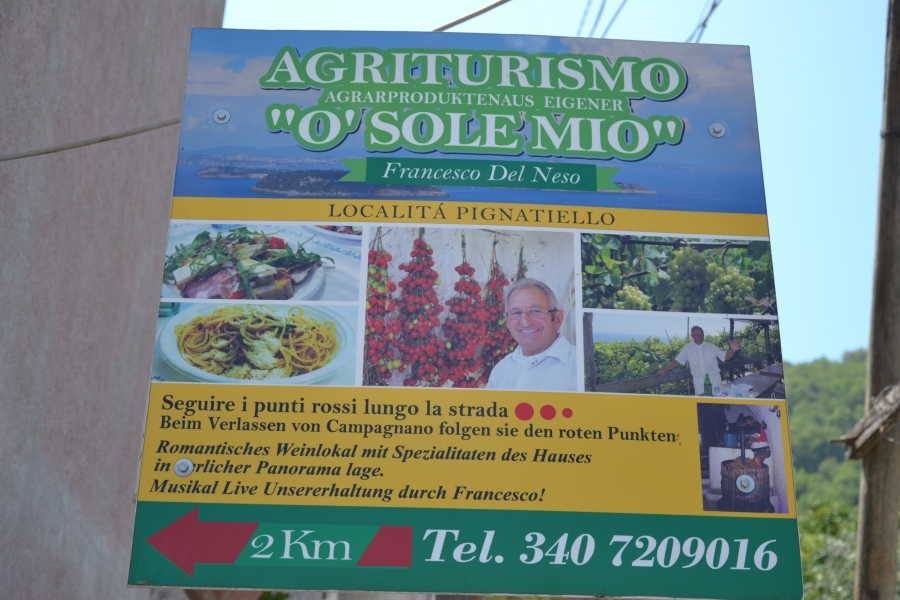 AGRITURISMO
AGRARPRODUKTENAUS EIGENER
"O' SOLE MIO"
Francesco Del Neso
LOCALITÁ PIGNATIELLO
Seguire i punti rossi lungo la strada
Beim Verlassen von Campagnano folgen sie den roten Punkten
Romantisches Weinlokal mit Spezialitaten des Hauses
in Panorama lage.
Musikal Live Unsererhaltung durch Francesco!
2 Km Tel. 340 7209016